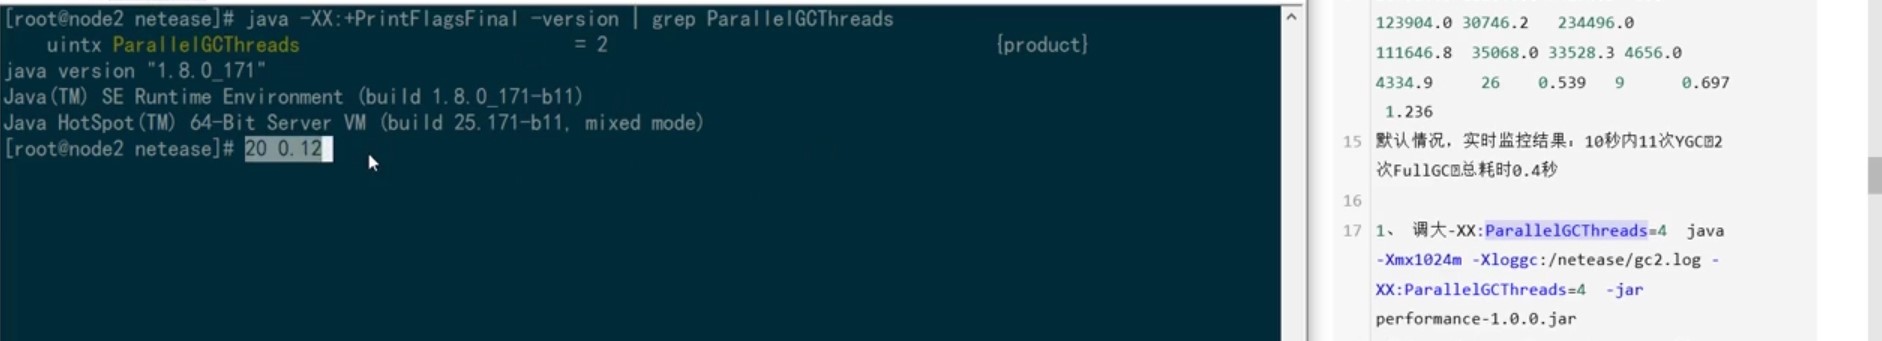 [root@node2 netease]# java -XX:+PrintFlagsFinal -version | grep ParallelGCThreads
uintx ParallelGCThreads = 2 {product}
java version "1.8.0_171"
Java(TM) SE Runtime Environment (build 1.8.0_171-b11)
Java HotSpot(TM) 64-Bit Server VM (build 25.171-b11, mixed mode)
[root@node2 netease]# 20 0.12
123904.0 30746.2 234496.0
111646.8 35068.0 33528.3 4656.0
4334.9 26 0.539 9 0.697
1.236
15 默认情况，实时监控结果：10秒内11次YGC⍰2
次FullGC⍰总耗时0.4秒
16
17 1、 调大-XX:ParallelGCThreads=4 java
-Xmx1024m -Xloggc:/netease/gc2.log -
XX:ParallelGCThreads=4 -jar
performance-1.0.0.jar